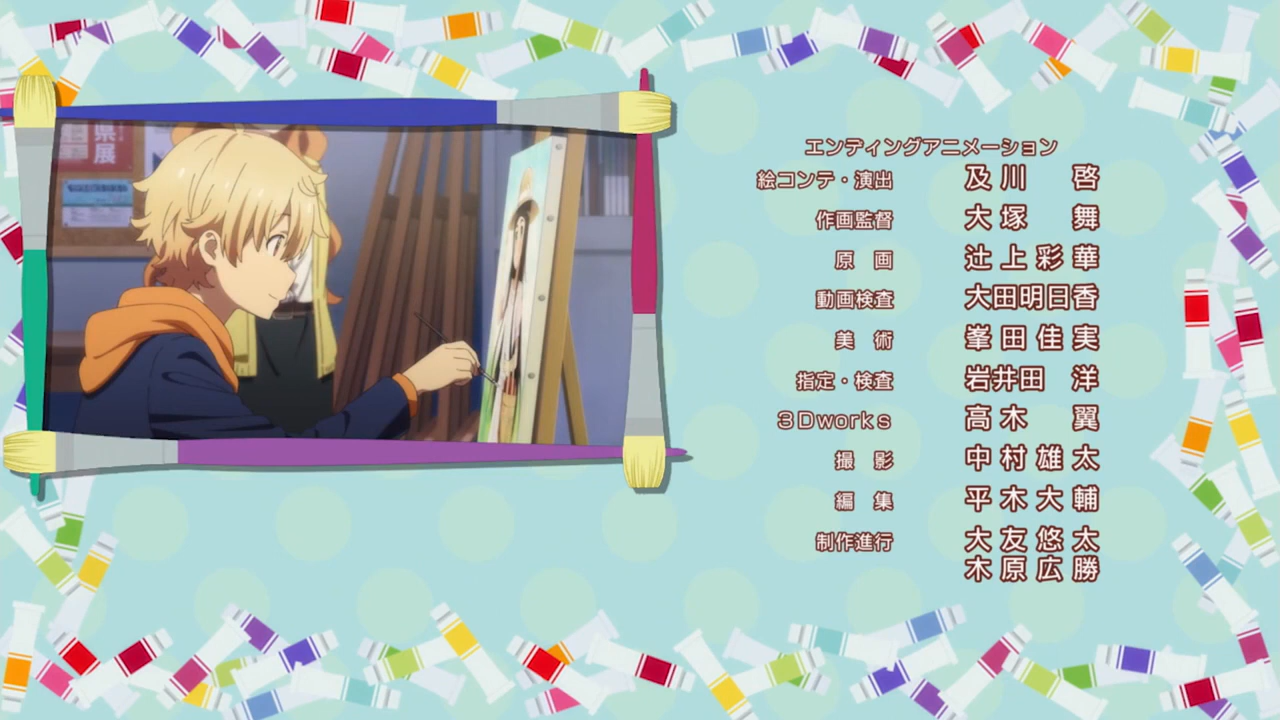 県展
エンディングアニメーション
絵コンテ・演出 及川 啓
作画監督 大塚 舞
原 画 辻上彩華
動画検査 大田明日香
美 術 峯田佳実
指定・検査 岩井田 洋
3Dworks 高木 翼
撮 影 中村雄太
編 集 平木大輔
制作進行 大友悠太
木原広勝